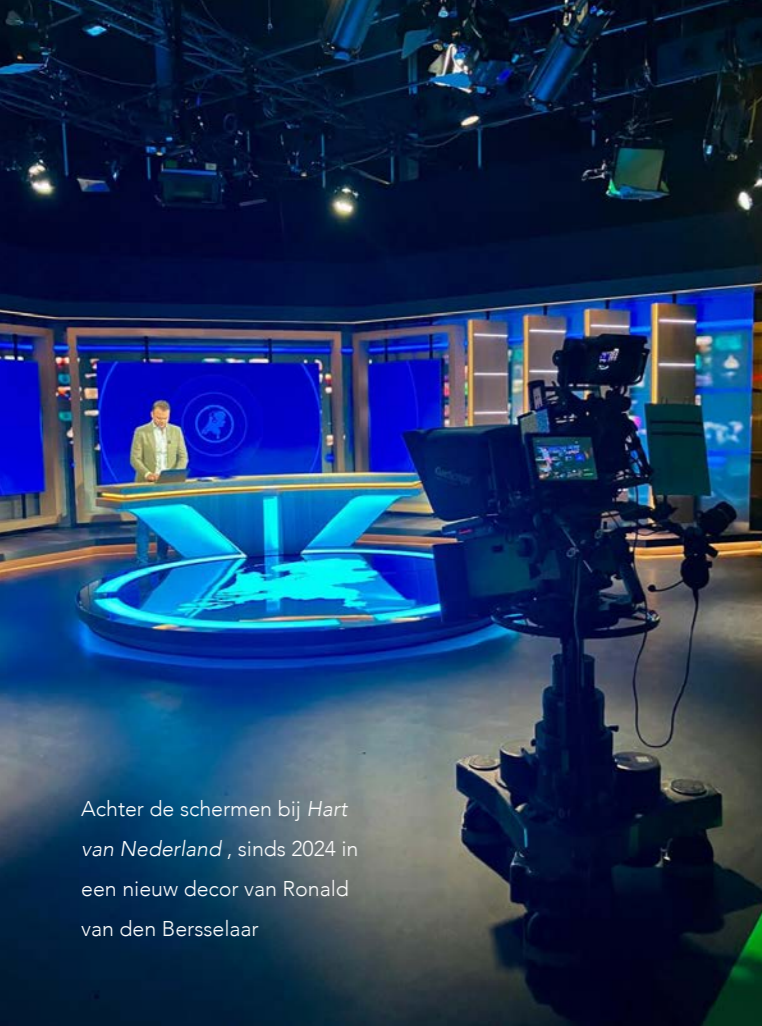 Achter de schermen bij Hart
van Nederland , sinds 2024 in
een nieuw decor van Ronald
van den Bersselaar